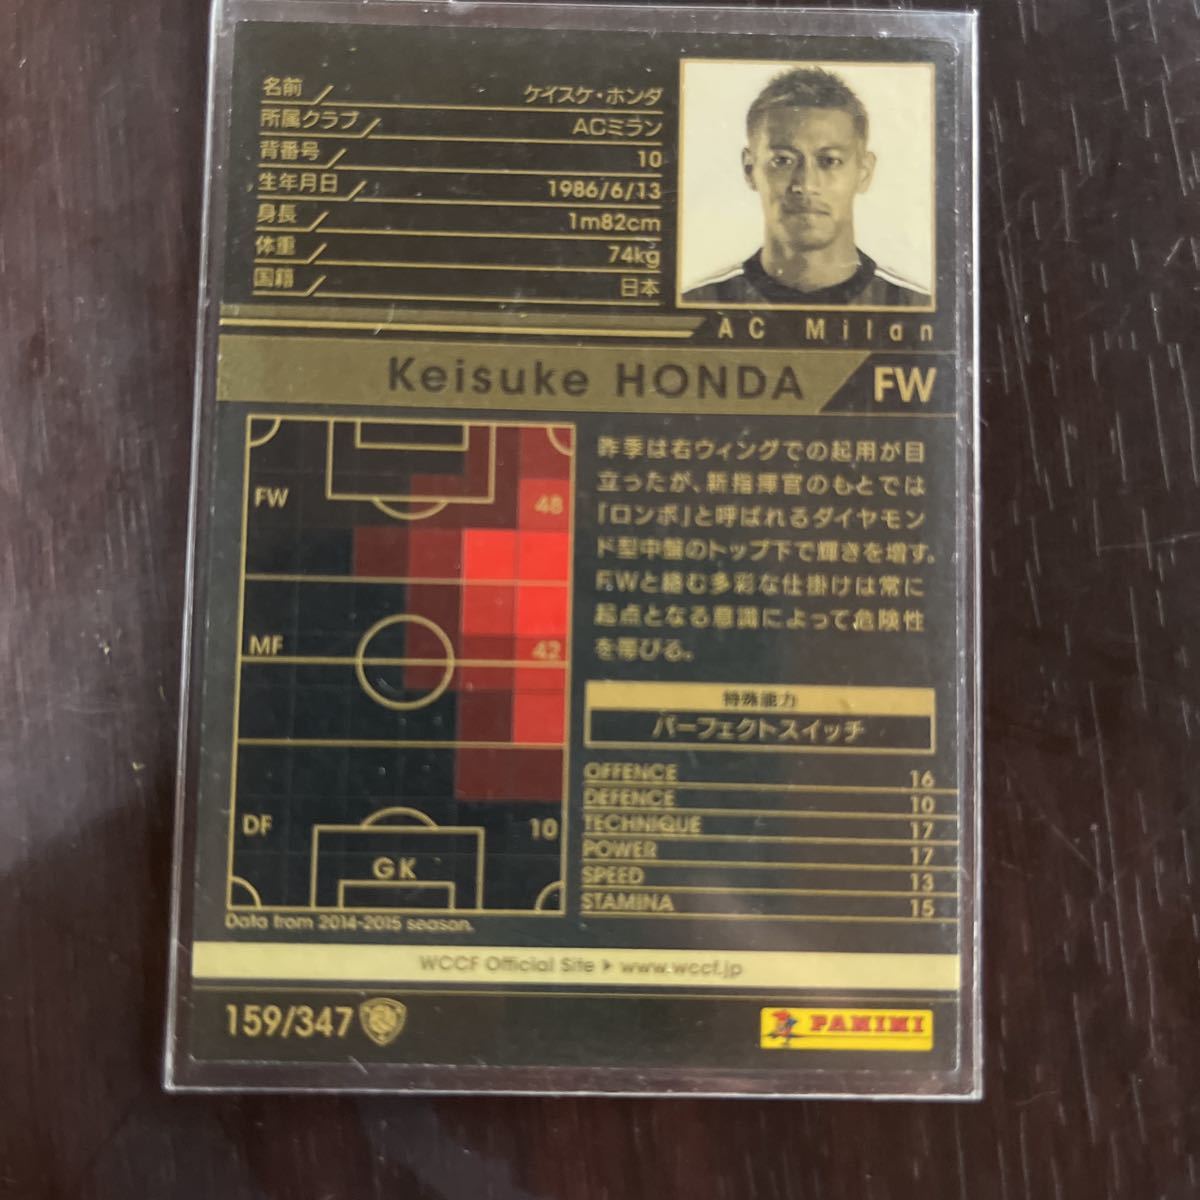 名前 ケイスケ・ホンダ
所属クラブ ACミラン
背番号 10
生年月日 1986/6/13
身長 1m82cm
体重 74kg
国籍 日本
AC Milan
Keisuke HONDA FW
FW 48
MF 42
DF 10
GK
Data from 2014-2015 season.
昨季は右ウィングでの起用が目
立ったが、新指揮官のもとでは
「ロンボ」と呼ばれるダイヤモン
ド型中盤のトップ下で輝きを増す。
FWと絡む多彩な仕掛けは常に
起点となる意識によって危険性
を帯びる。
特殊能力
パーフェクトスイッチ
OFFENCE 16
DEFENCE 10
TECHNIQUE 17
POWER 17
SPEED 13
STAMINA 15
WCCF Official Site ▶ www.wccf.jp
159/347
PANINI